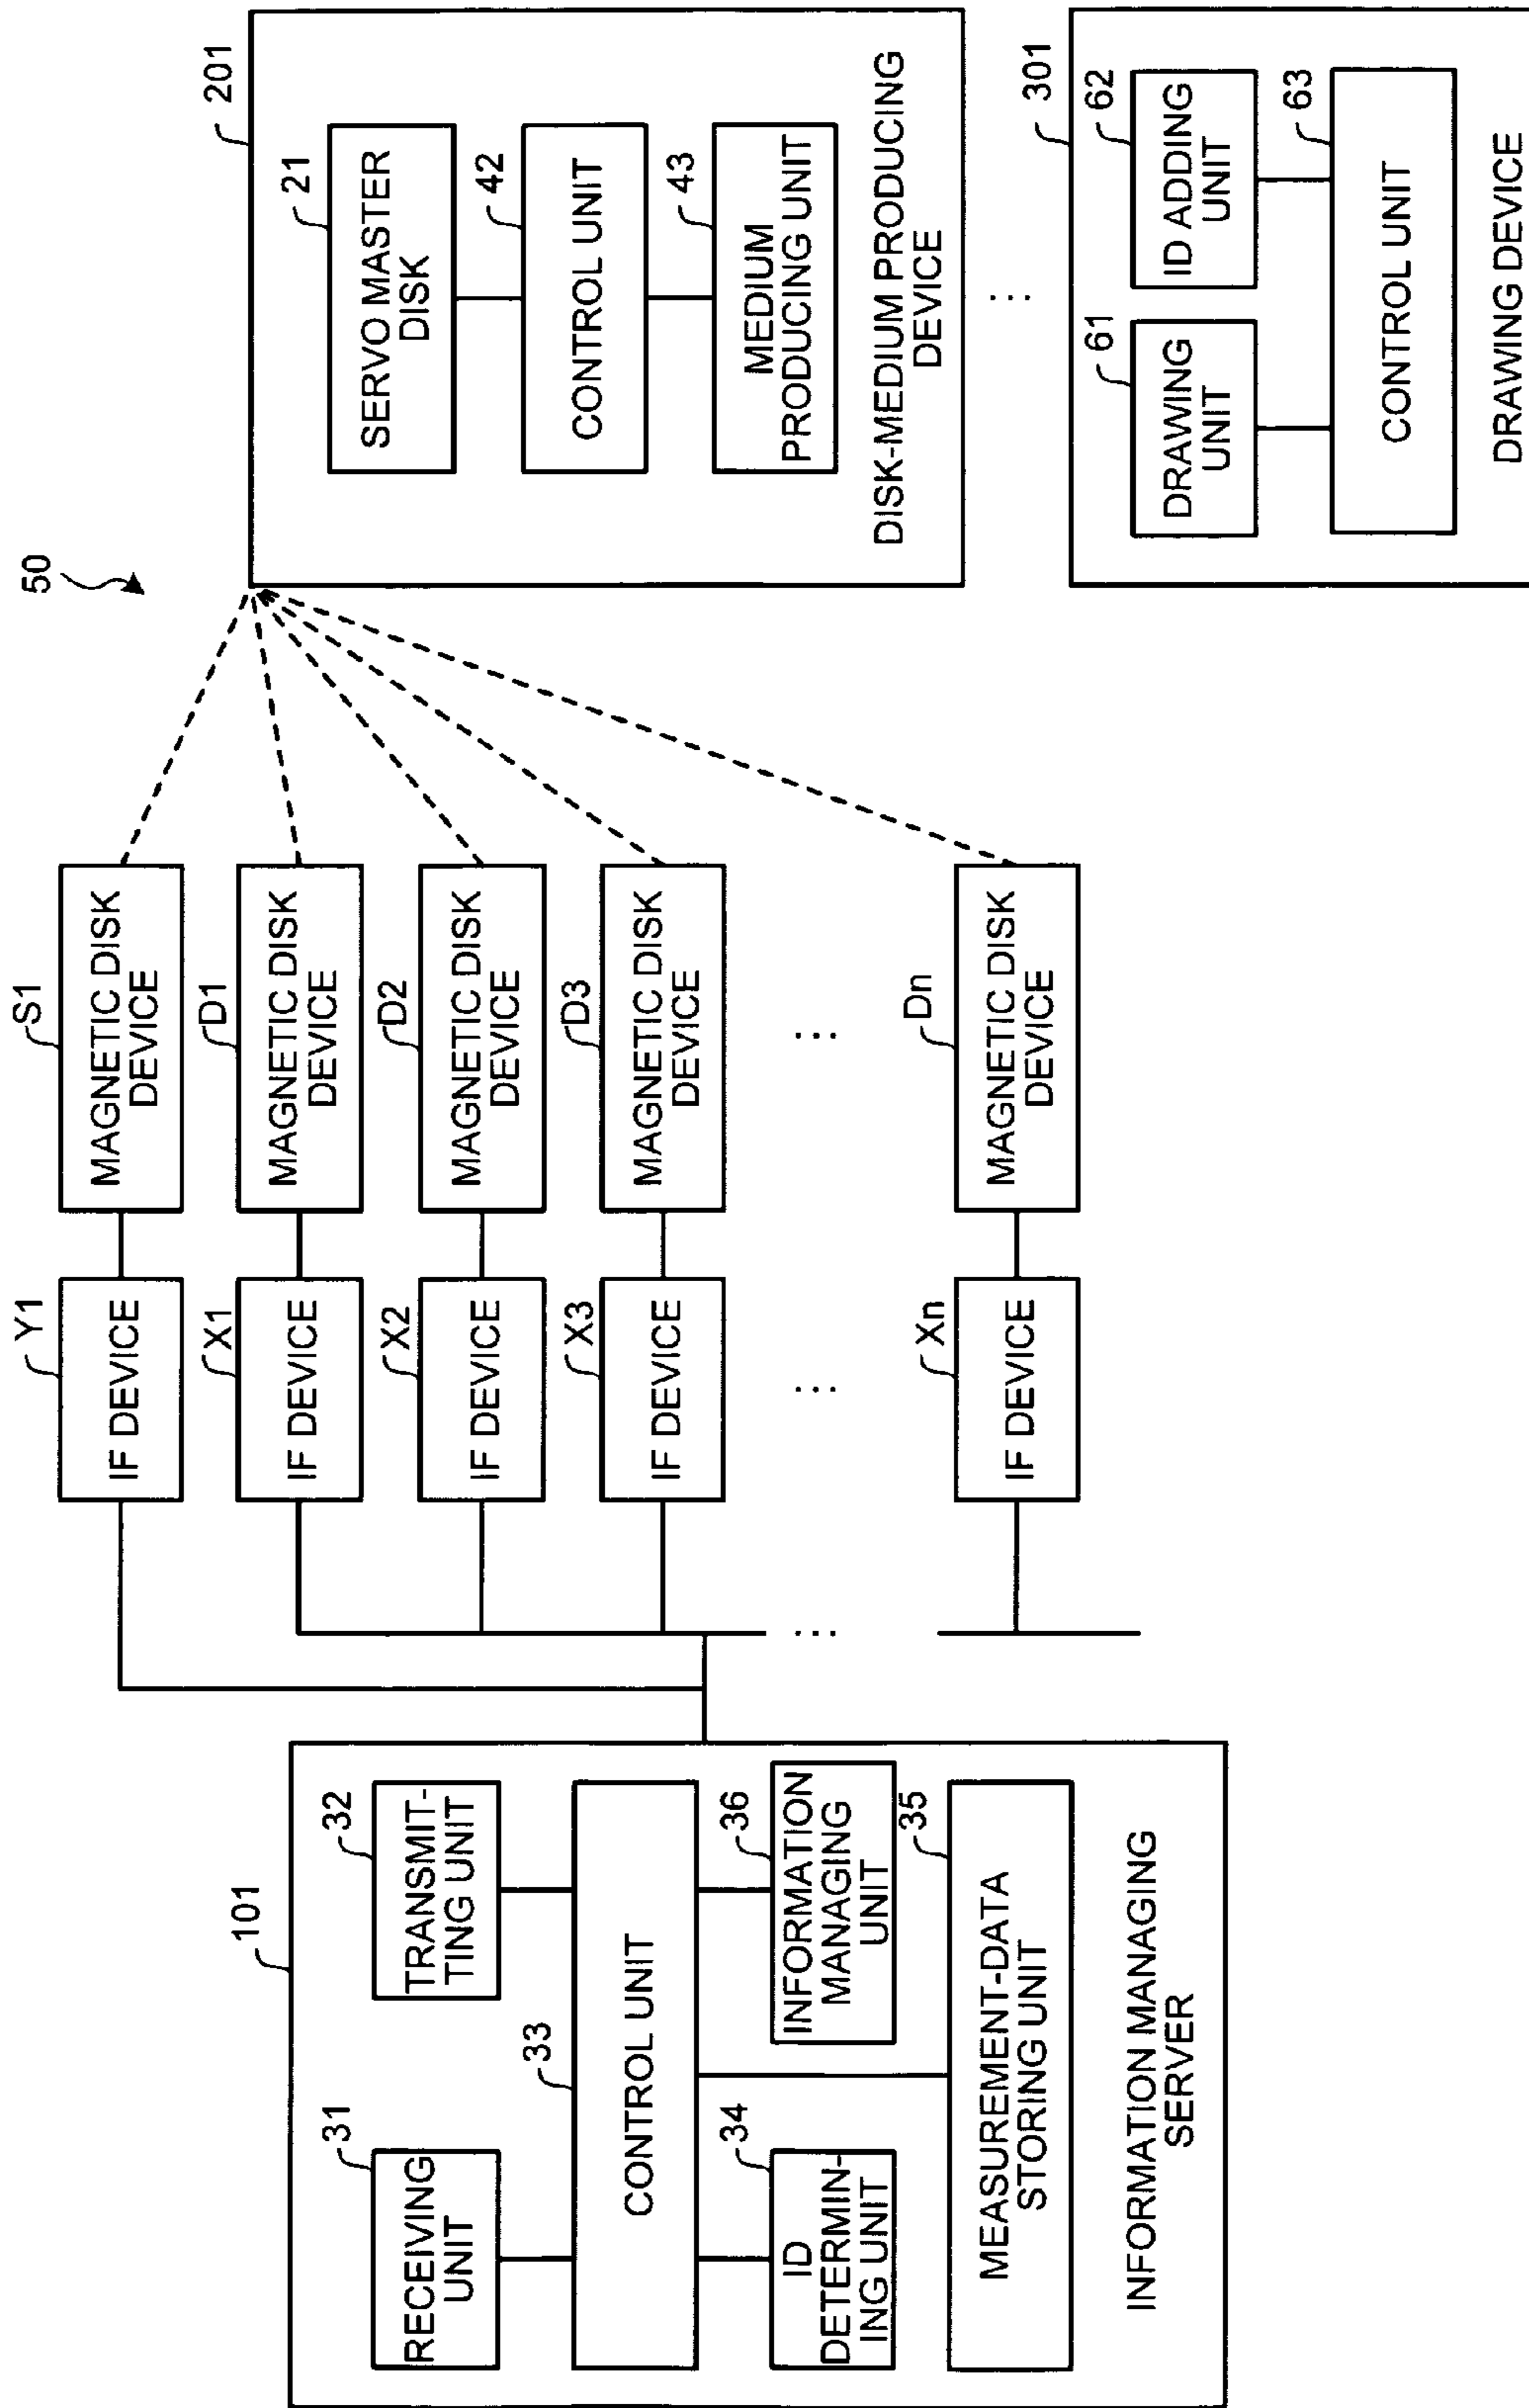 50
101
31
RECEIVING
UNIT
32
TRANSMIT-
TING UNIT
33
CONTROL UNIT
34
ID
DETERMIN-
ING UNIT
36
INFORMATION
MANAGING
UNIT
35
MEASUREMENT-DATA
STORING UNIT
INFORMATION MANAGING
SERVER
Y1
IF DEVICE
S1
MAGNETIC DISK
DEVICE
X1
IF DEVICE
D1
MAGNETIC DISK
DEVICE
X2
IF DEVICE
D2
MAGNETIC DISK
DEVICE
X3
IF DEVICE
D3
MAGNETIC DISK
DEVICE
...
...
...
Xn
IF DEVICE
Dn
MAGNETIC DISK
DEVICE
201
21
SERVO MASTER
DISK
42
CONTROL UNIT
43
MEDIUM
PRODUCING UNIT
DISK-MEDIUM PRODUCING
DEVICE
...
301
61
DRAWING
UNIT
62
ID ADDING
UNIT
63
CONTROL UNIT
DRAWING DEVICE